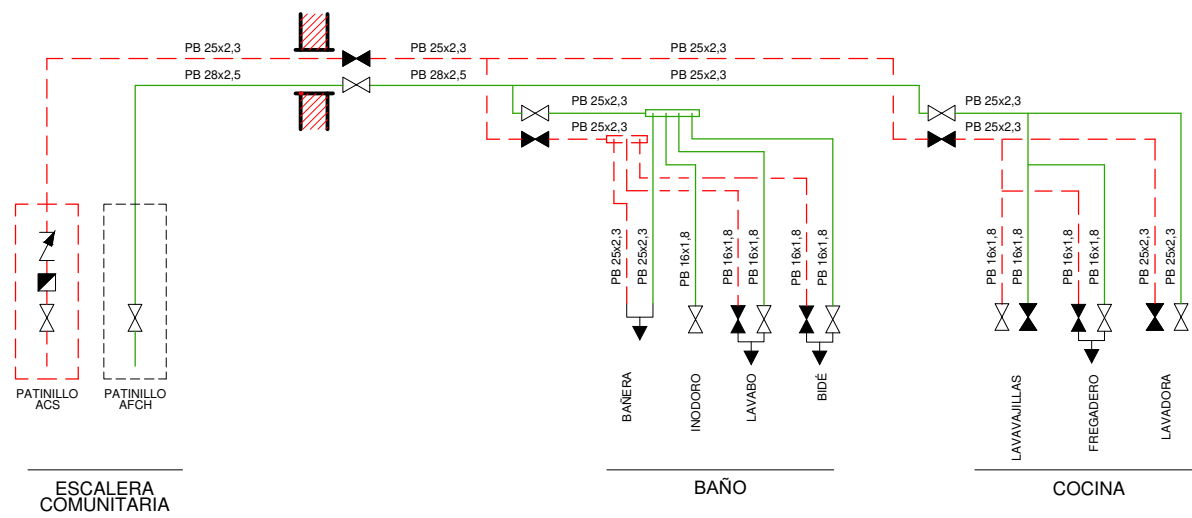 PB 25x2,3
PB 25x2,3
PB 25x2,3
PB 28x2,5
PB 28x2,5
PB 25x2,3
PB 25x2,3
PB 25x2,3
PB 25x2,3
PB 25x2,3
PB 25x2,3
PB 25x2,3
PB 16x1,8
PB 16x1,8
PB 16x1,8
PB 16x1,8
PB 16x1,8
PB 16x1,8
PB 16x1,8
PB 16x1,8
PB 16x1,8
PB 25x2,3
PB 25x2,3
PATINILLO
ACS
PATINILLO
AFCH
BAÑERA
INODORO
LAVABO
BIDÉ
LAVAVAJILLAS
FREGADERO
LAVADORA
ESCALERA
COMUNITARIA
BAÑO
COCINA